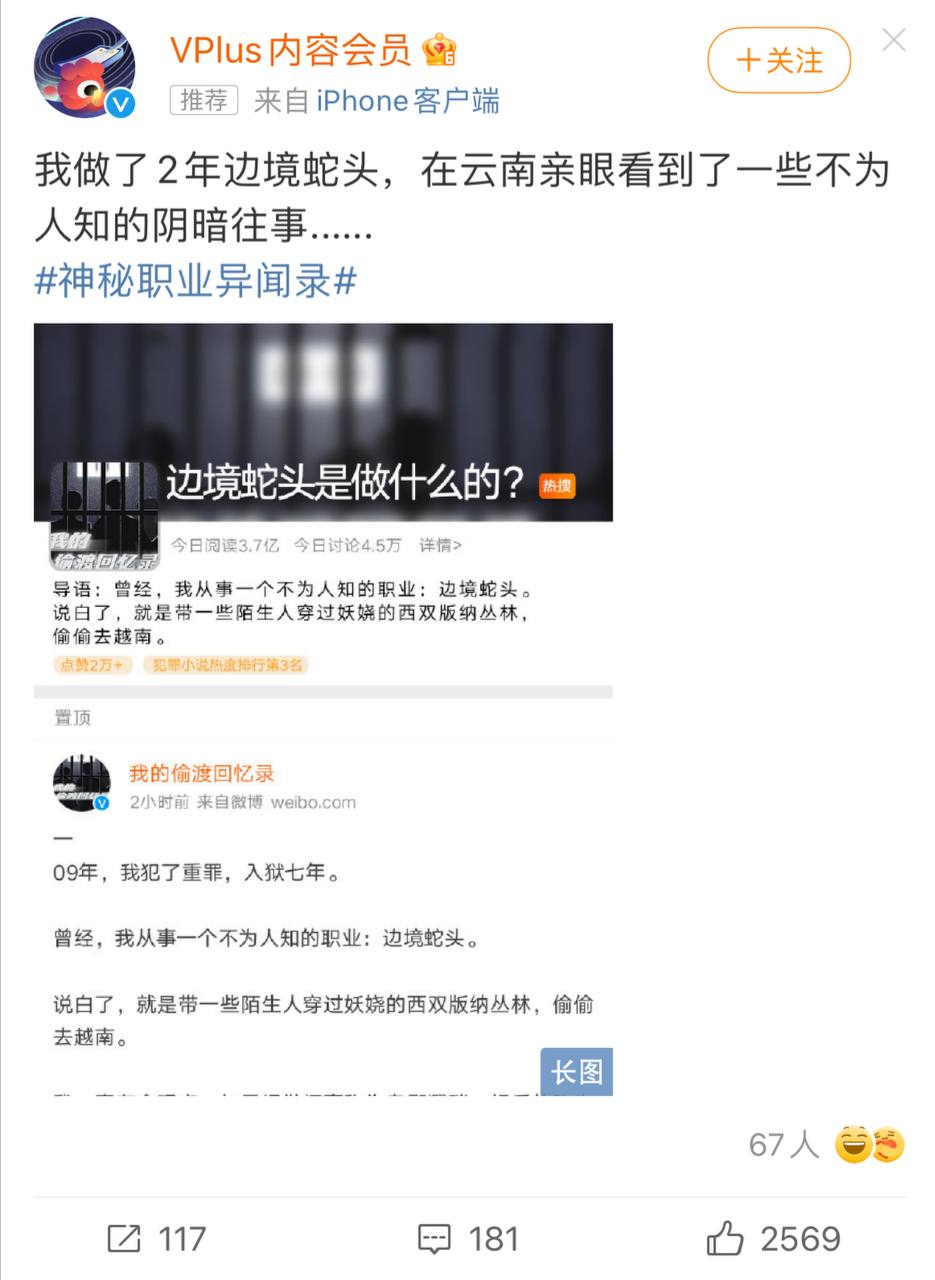 VPlus内容会员
＋关注
推荐 来自 iPhone客户端
我做了2年边境蛇头，在云南亲眼看到了一些不为
人知的阴暗往事......
#神秘职业异闻录#
边境蛇头是做什么的？ 热搜
我的
偷渡回忆录
今日阅读3.7亿 今日讨论4.5万 详情>
导语：曾经，我从事一个不为人知的职业：边境蛇头。
说白了，就是带一些陌生人穿过妖娆的西双版纳丛林，
偷偷去越南。
点赞2万+ 犯罪小说热度排行第3名
置顶
我的偷渡回忆录
2小时前 来自微博 weibo.com
一
09年，我犯了重罪，入狱七年。
曾经，我从事一个不为人知的职业：边境蛇头。
说白了，就是带一些陌生人穿过妖娆的西双版纳丛林，偷偷
去越南。
长图
67人
117
181
2569